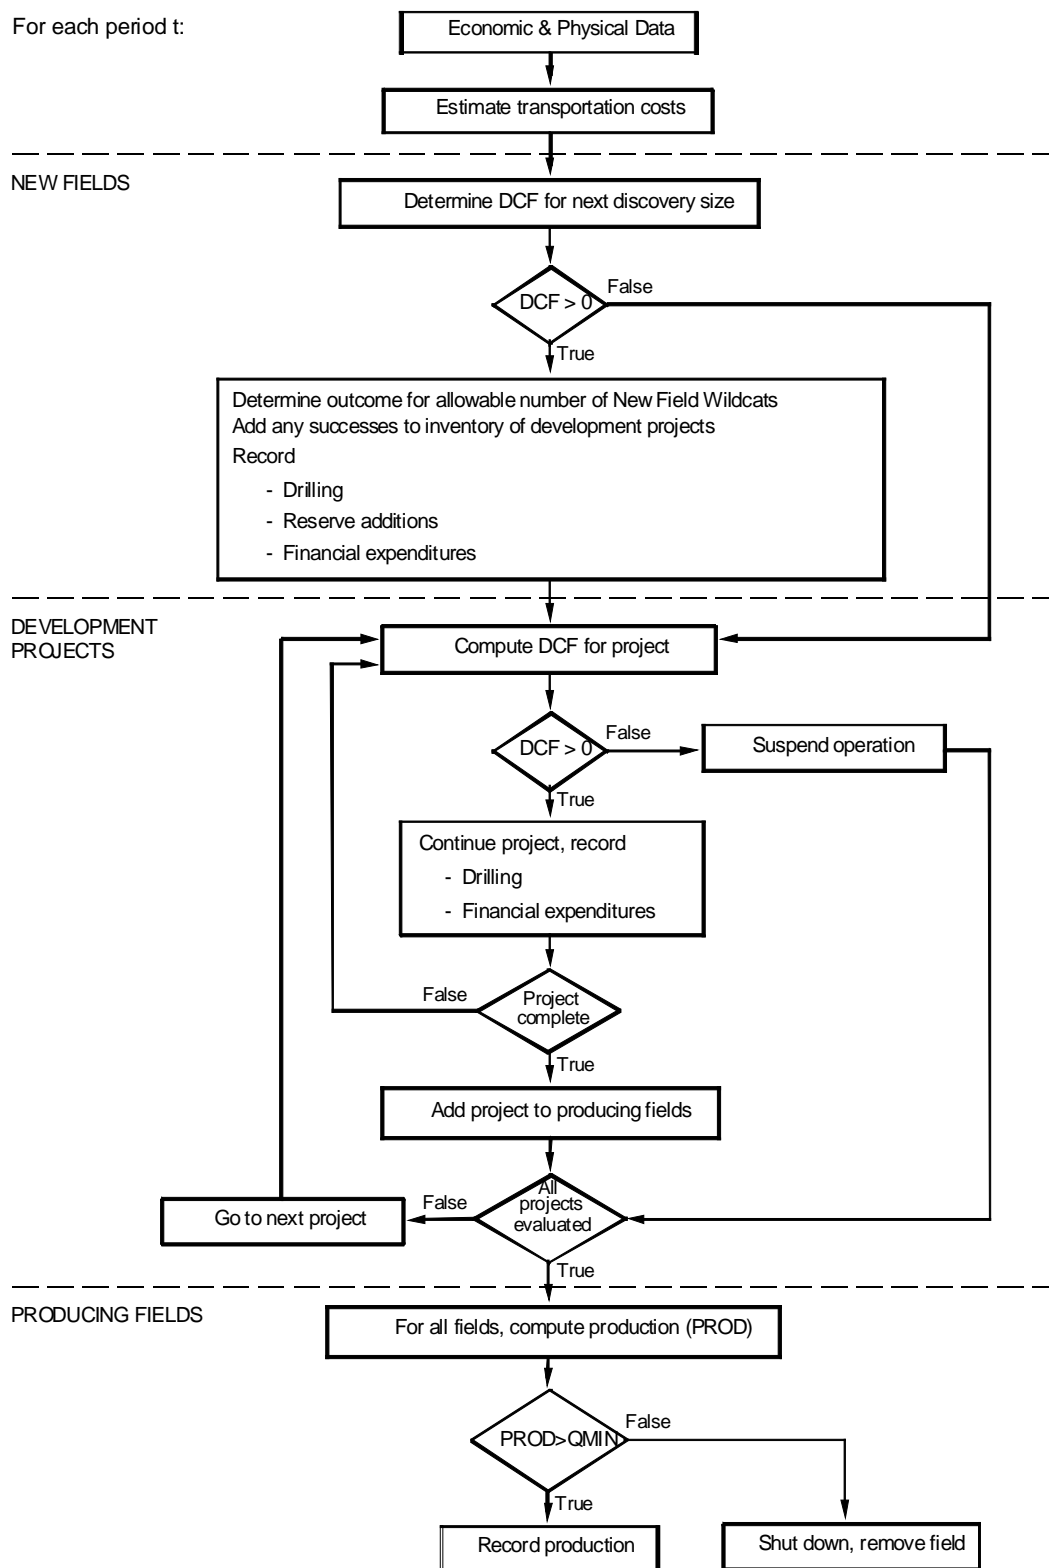 For each period t:
Economic & Physical Data
Estimate transportation costs
NEW FIELDS
Determine DCF for next discovery size
DCF > 0
False
True
Determine outcome for allowable number of New Field Wildcats
Add any successes to inventory of development projects
Record
- Drilling
- Reserve additions
- Financial expenditures
DEVELOPMENT
PROJECTS
Compute DCF for project
DCF > 0
False
Suspend operation
True
Continue project, record
- Drilling
- Financial expenditures
False
Project
complete
True
Add project to producing fields
All
projects
evaluated
False
Go to next project
True
PRODUCING FIELDS
For all fields, compute production (PROD)
PROD>QMIN
False
True
Record production
Shut down, remove field